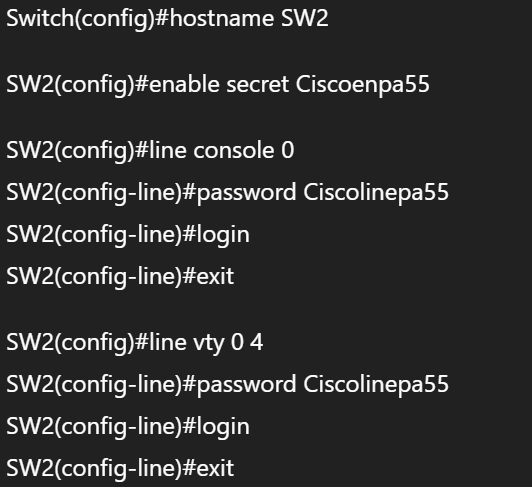 Switch(config)#hostname SW2
SW2(config)#enable secret Ciscoenpa55
SW2(config)#line console 0
SW2(config-line)#password Ciscolinepa55
SW2(config-line)#login
SW2(config-line)#exit
SW2(config)#line vty 0 4
SW2(config-line)#password Ciscolinepa55
SW2(config-line)#login
SW2(config-line)#exit